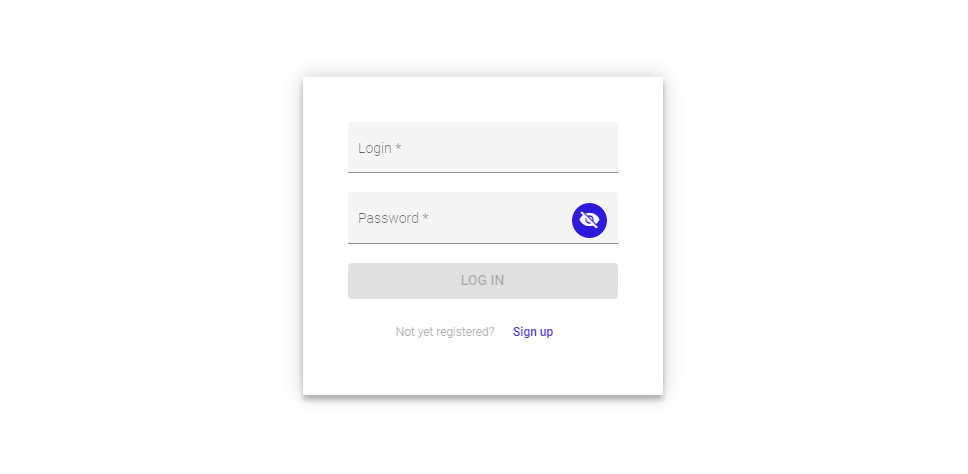 Login *
Password *
LOG IN
Not yet registered? Sign up